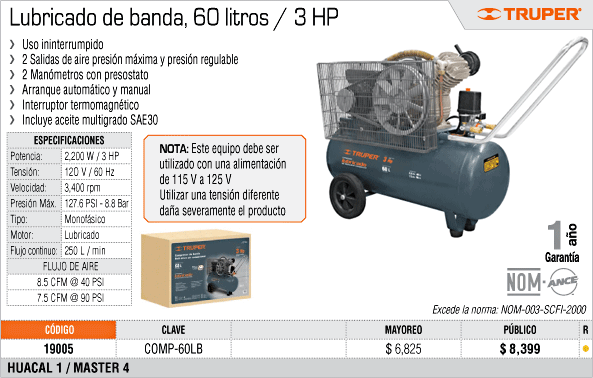 Lubricado de banda, 60 litros / 3 HP
TRUPER®
› Uso ininterrumpido
› 2 Salidas de aire presión máxima y presión regulable
› 2 Manómetros con presostato
› Arranque automático y manual
› Interruptor termomagnético
› Incluye aceite multigrado SAE30
ESPECIFICACIONES
Potencia: 2,200 W / 3 HP
Tensión: 120 V / 60 Hz
Velocidad: 3,400 rpm
Presión Máx. 127.6 PSI - 8.8 Bar
Tipo: Monofásico
Motor: Lubricado
Flujo continuo: 250 L / min
FLUJO DE AIRE
8.5 CFM @ 40 PSI
7.5 CFM @ 90 PSI
NOTA: Este equipo debe ser
utilizado con una alimentación
de 115 V a 125 V
Utilizar una tensión diferente
daña severamente el producto
TRUPER
TRUPER
1 año
Garantía
NOM-ANCE
Excede la norma: NOM-003-SCFI-2000
CÓDIGO CLAVE MAYOREO PÚBLICO R
19005 COMP-60LB $ 6,825 $ 8,399
HUACAL 1 / MASTER 4